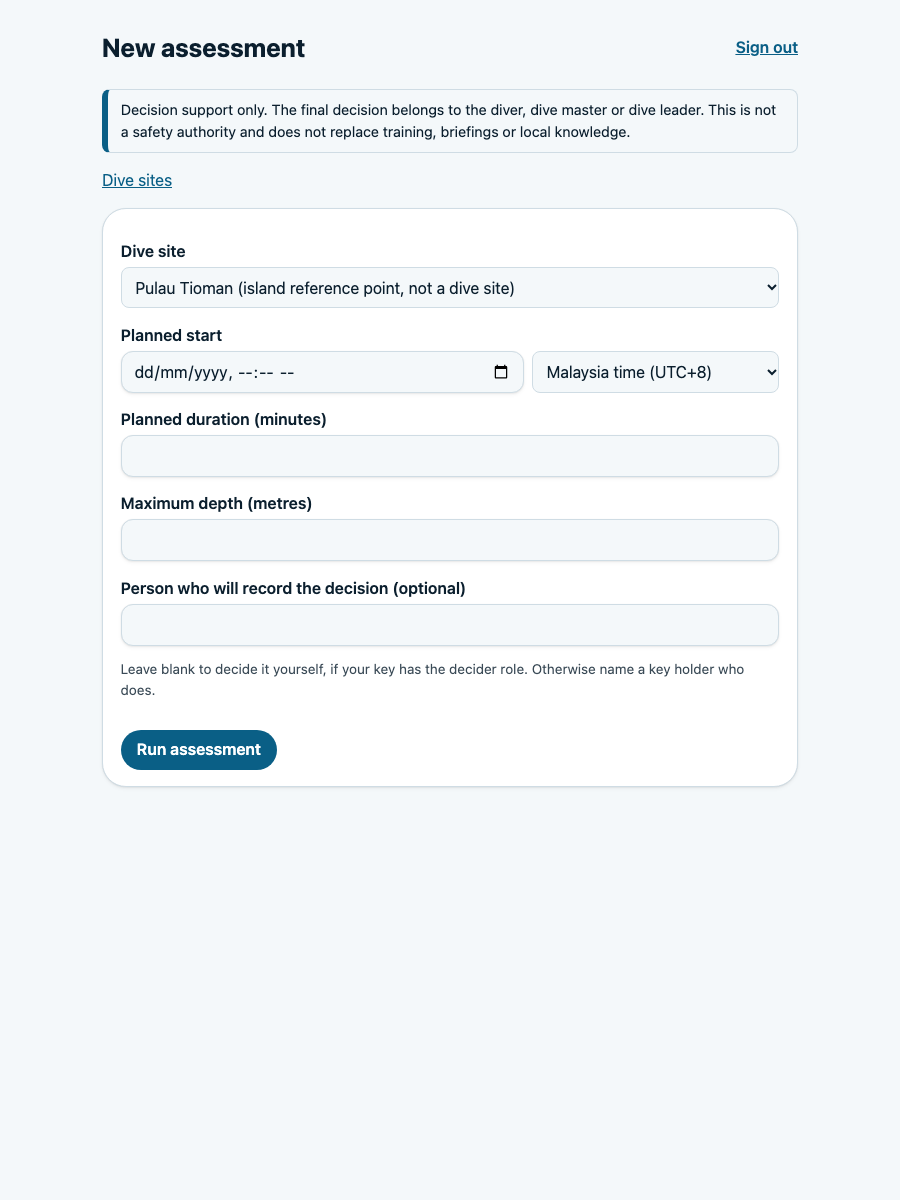 New assessment
Sign out
Decision support only. The final decision belongs to the diver, dive master or dive leader. This is not
a safety authority and does not replace training, briefings or local knowledge.
Dive sites
Dive site
Pulau Tioman (island reference point, not a dive site)
Planned start
dd/mm/yyyy, --:-- --
Malaysia time (UTC+8)
Planned duration (minutes)
Maximum depth (metres)
Person who will record the decision (optional)
Leave blank to decide it yourself, if your key has the decider role. Otherwise name a key holder who
does.
Run assessment